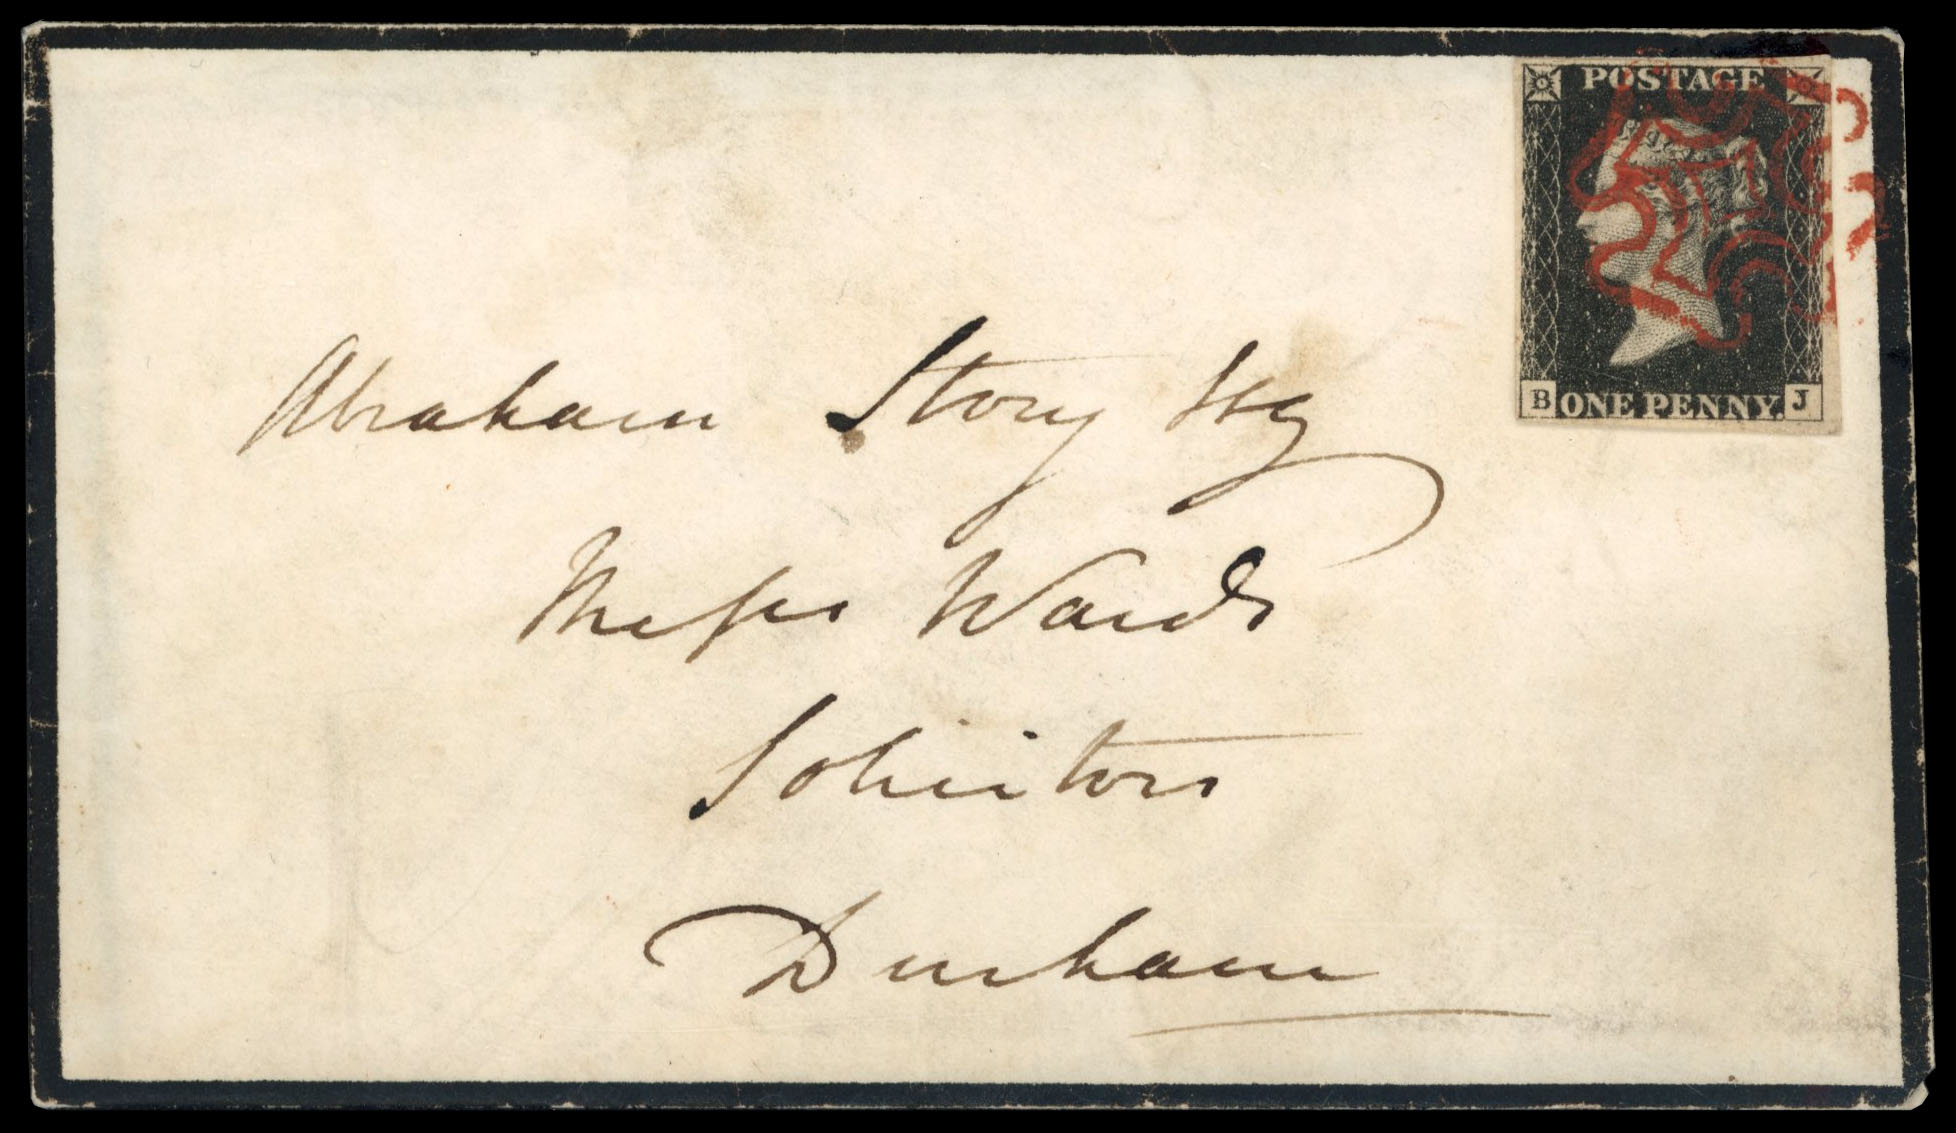 POSTAGE
B ONE PENNY. J
Abraham Story Esq
Messrs Wards
Solicitors
Durham